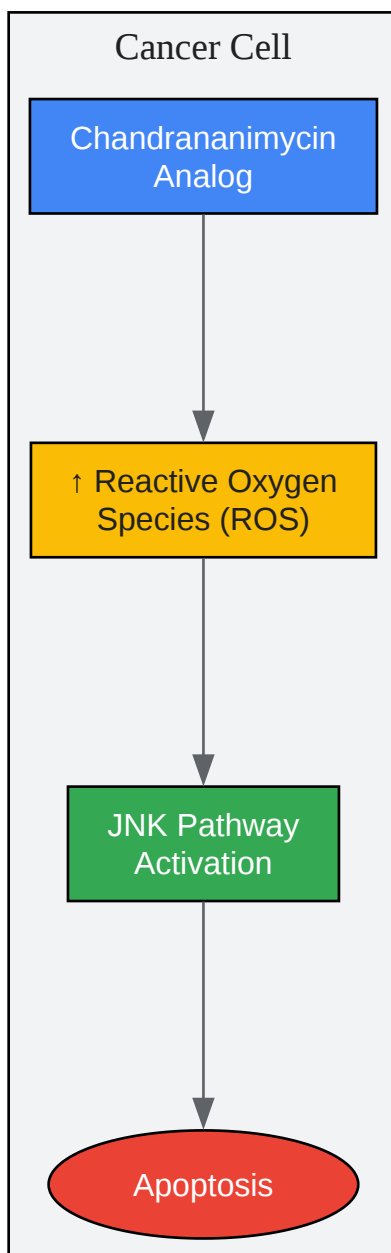 Cancer Cell
Chandrananimycin
Analog
↑ Reactive Oxygen
Species (ROS)
JNK Pathway
Activation
Apoptosis